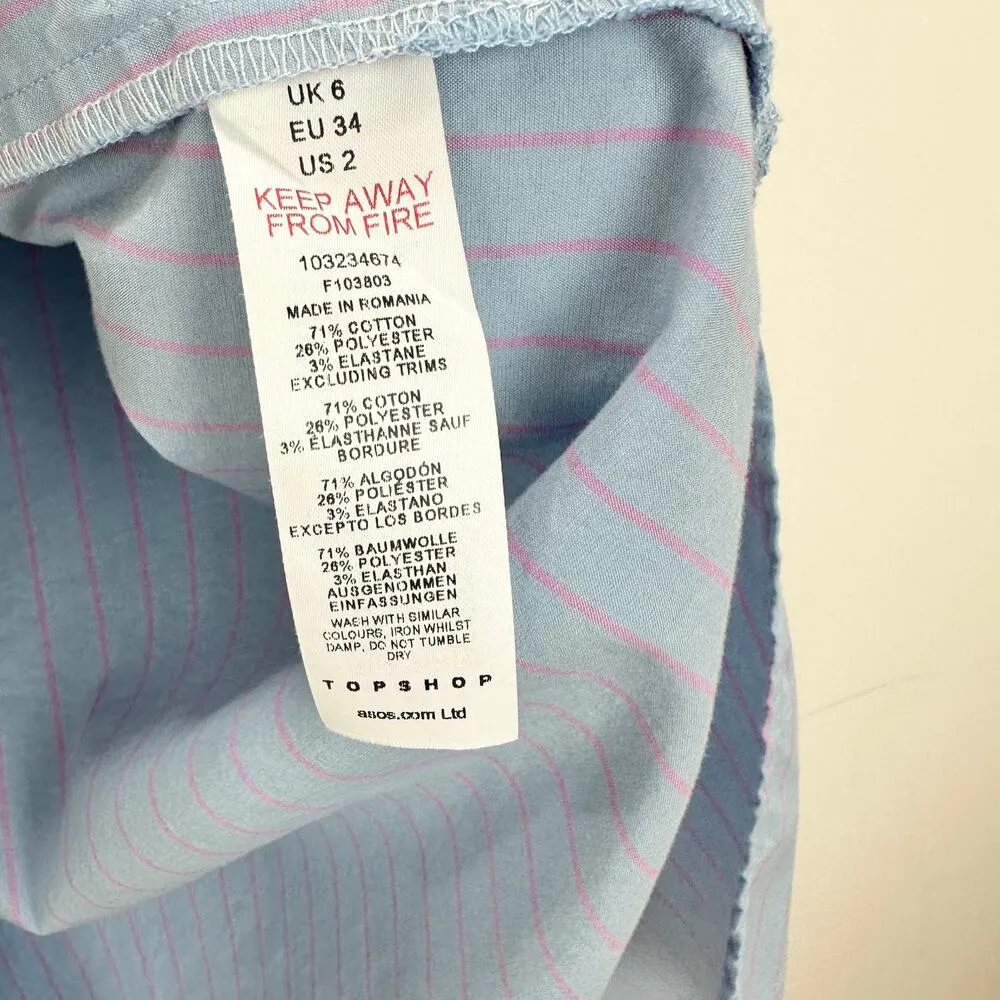 UK 6
EU 34
US 2
KEEP AWAY
FROM FIRE
103234674
F103803
MADE IN ROMANIA
71% COTTON
26% POLYESTER
3% ELASTANE
EXCLUDING TRIMS
71% COTON
26% POLYESTER
3% ÉLASTHANNE SAUF
BORDURE
71% ALGODÓN
26% POLIÉSTER
3% ELASTANO
EXCEPTO LOS BORDES
71% BAUMWOLLE
26% POLYESTER
3% ELASTHAN
AUSGENOMMEN
EINFASSUNGEN
WASH WITH SIMILAR
COLOURS, IRON WHILST
DAMP, DO NOT TUMBLE
DRY
TOPSHOP
asos.com Ltd